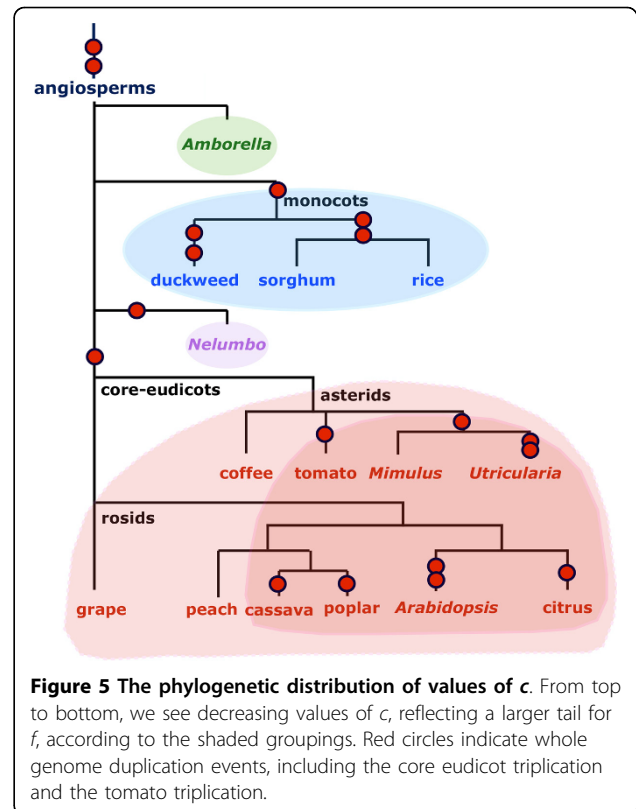 angiosperms
Amborella
monocots
duckweed sorghum rice
Nelumbo
core-eudicots
asterids
coffee tomato Mimulus Utricularia
rosids
grape peach cassava poplar Arabidopsis citrus
Figure 5 The phylogenetic distribution of values of c. From top
to bottom, we see decreasing values of c, reflecting a larger tail for
f, according to the shaded groupings. Red circles indicate whole
genome duplication events, including the core eudicot triplication
and the tomato triplication.